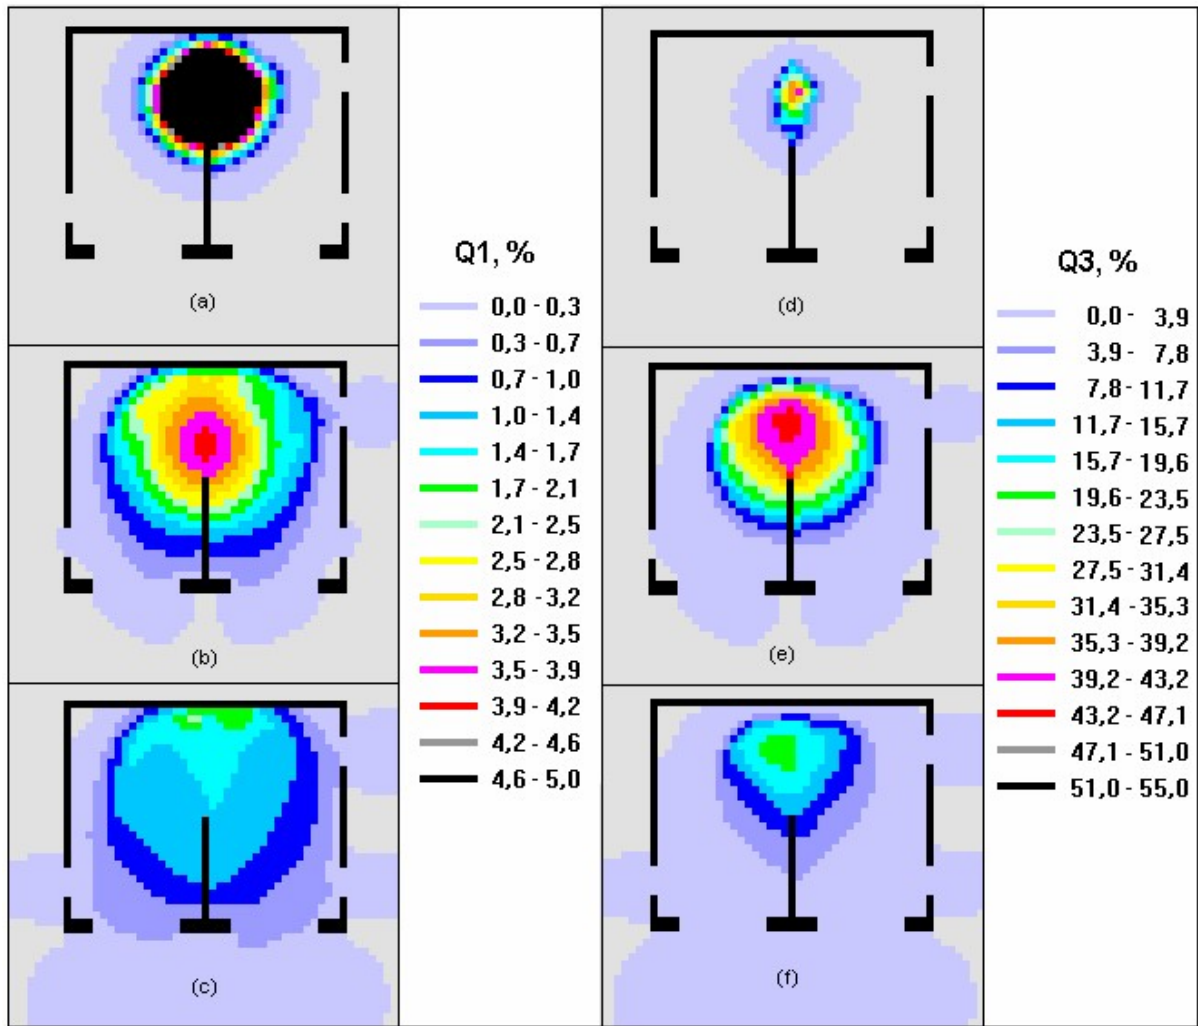 (a)
(b)
(c)
Q1, %
0,0 - 0,3
0,3 - 0,7
0,7 - 1,0
1,0 - 1,4
1,4 - 1,7
1,7 - 2,1
2,1 - 2,5
2,5 - 2,8
2,8 - 3,2
3,2 - 3,5
3,5 - 3,9
3,9 - 4,2
4,2 - 4,6
4,6 - 5,0
(d)
(e)
(f)
Q3, %
0,0 - 3,9
3,9 - 7,8
7,8 - 11,7
11,7 - 15,7
15,7 - 19,6
19,6 - 23,5
23,5 - 27,5
27,5 - 31,4
31,4 - 35,3
35,3 - 39,2
39,2 - 43,2
43,2 - 47,1
47,1 - 51,0
51,0 - 55,0